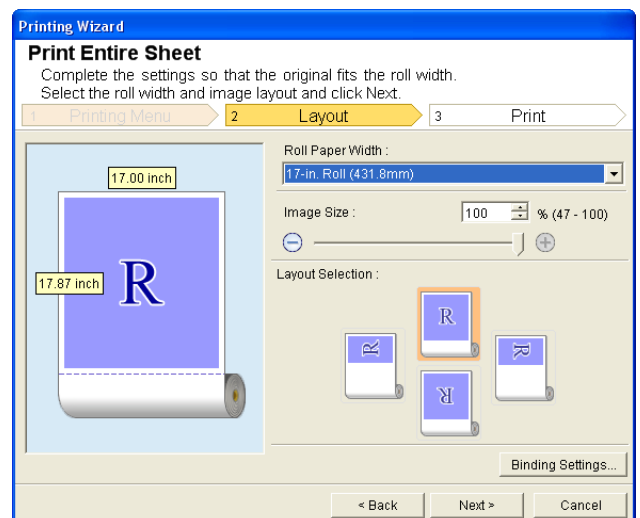 Printing Wizard
Print Entire Sheet
Complete the settings so that the original fits the roll width.
Select the roll width and image layout and click Next.
1 Printing Menu 2 Layout 3 Print
Roll Paper Width :
17.00 inch
17-in. Roll (431.8mm)
Image Size : 100 % (47 - 100)
17.87 inch
R
Layout Selection :
R
R
R
R
Binding Settings...
< Back Next > Cancel